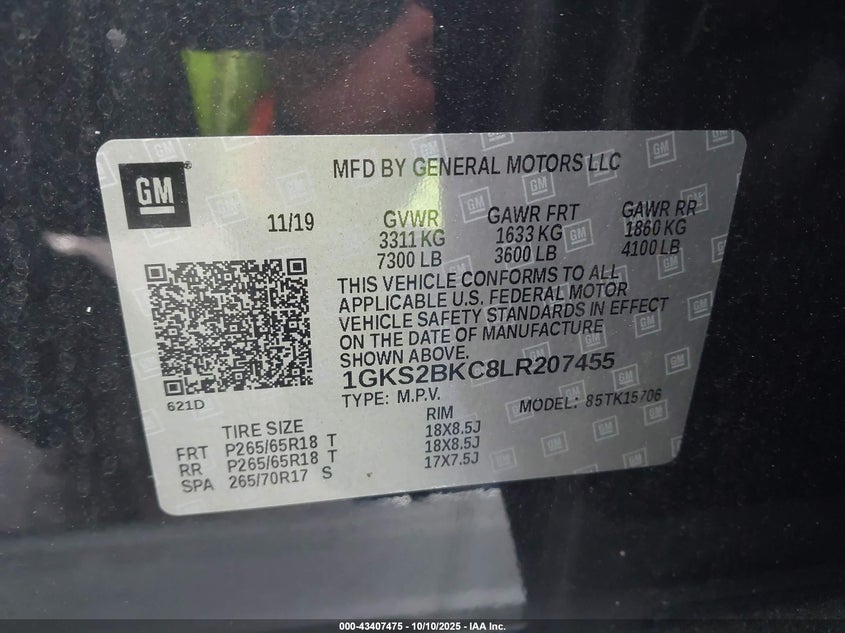 GM
MFD BY GENERAL MOTORS LLC
11/19
GVWR GAWR FRT GAWR RR
3311 KG 1633 KG 1860 KG
7300 LB 3600 LB 4100 LB
THIS VEHICLE CONFORMS TO ALL
APPLICABLE U.S. FEDERAL MOTOR
VEHICLE SAFETY STANDARDS IN EFFECT
ON THE DATE OF MANUFACTURE
SHOWN ABOVE.
1GKS2BKC8LR207455
TYPE: M.P.V. MODEL: 85TK15706
621D
TIRE SIZE RIM
FRT P265/65R18 T 18X8.5J
RR P265/65R18 T 18X8.5J
SPA 265/70R17 S 17X7.5J
000-43407475 - 10/10/2025 - IAA Inc.